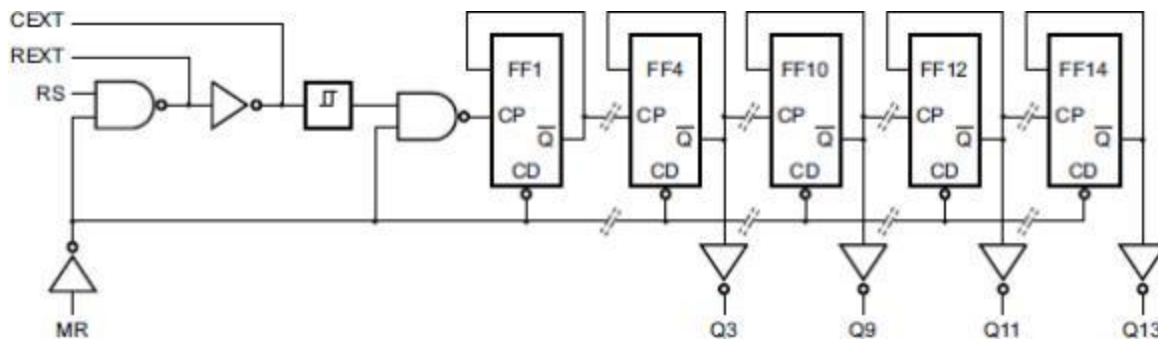 CEXT
REXT
RS
FF1
FF4
FF10
FF12
FF14
CP
CP
CP
CP
CP
Q̅
Q̅
Q̅
Q̅
Q̅
CD
CD
CD
CD
CD
MR
Q3
Q9
Q11
Q13